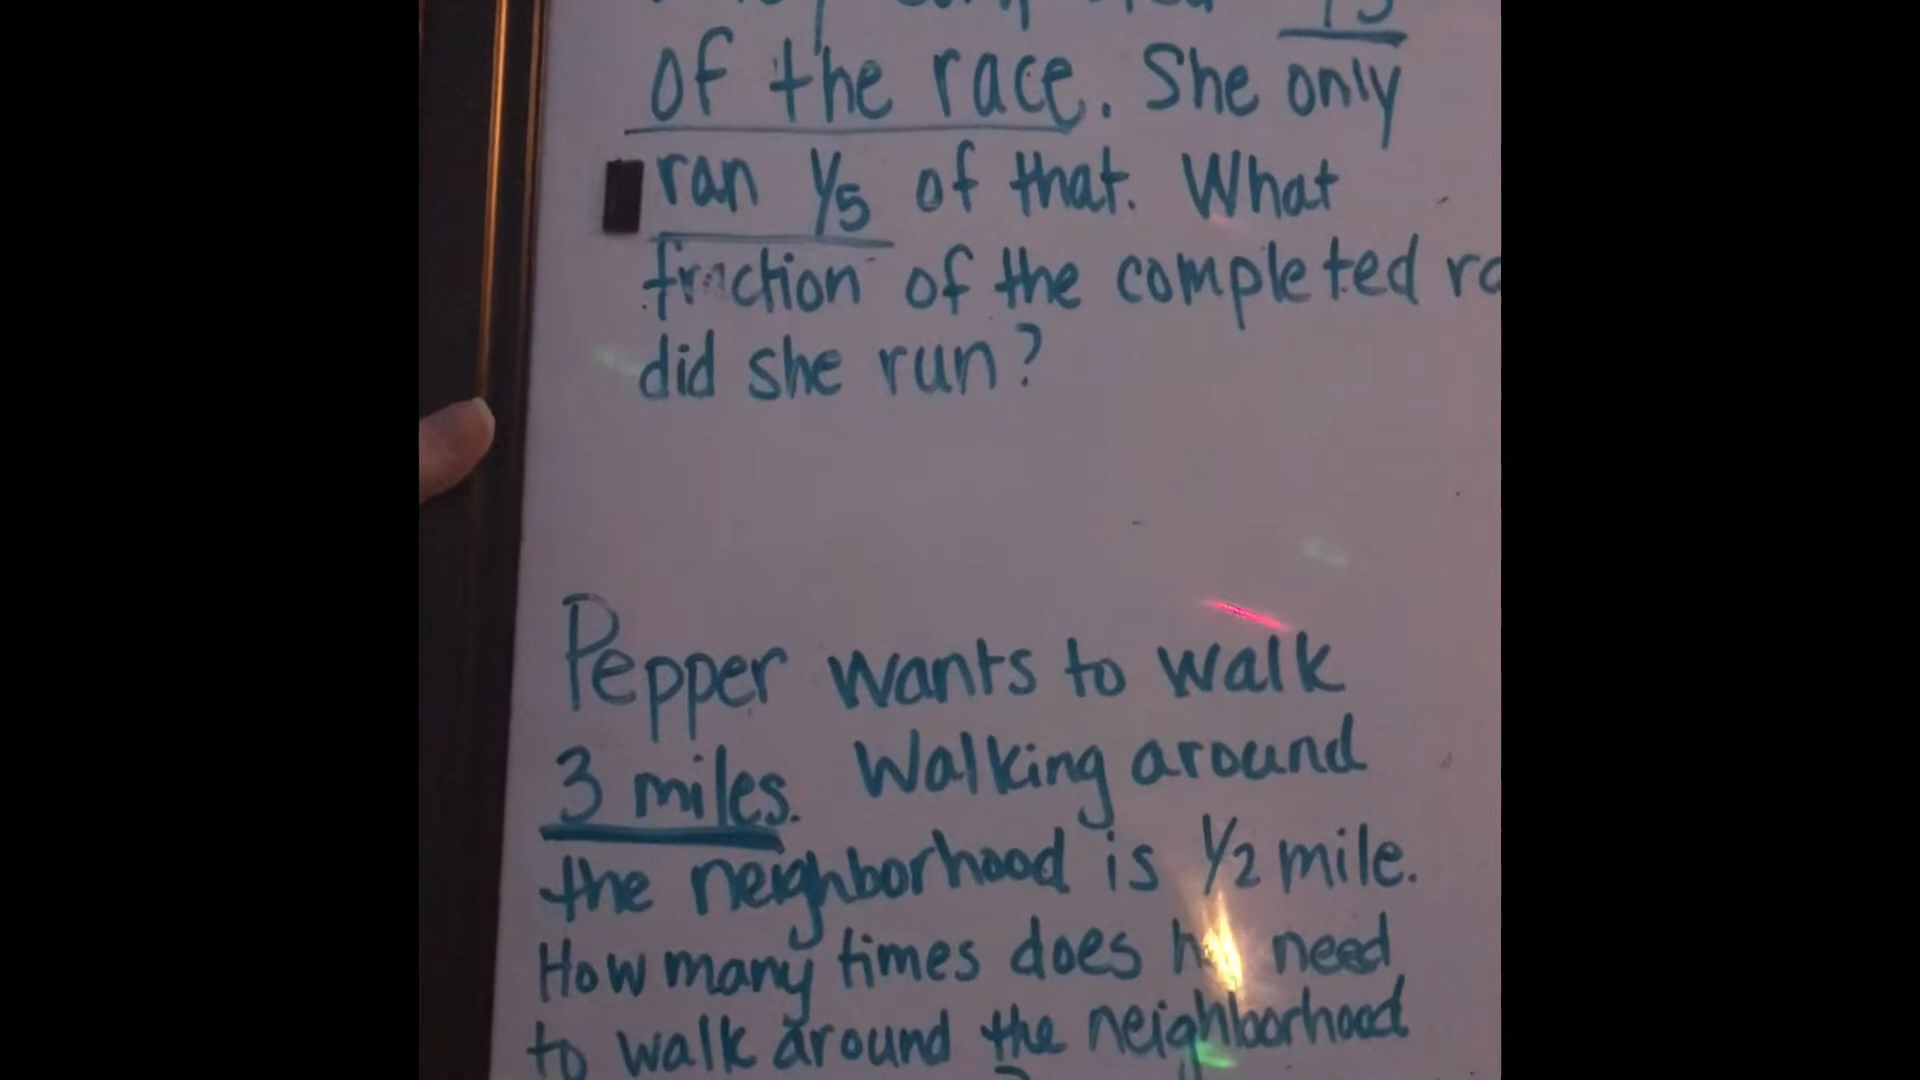 of the race. She only
ran 1/5 of that. What
fraction of the completed
did she run?
Pepper wants to walk
3 miles. Walking around
the neighborhood is 1/2 mile.
How many times does need
to walk around the neighborhood